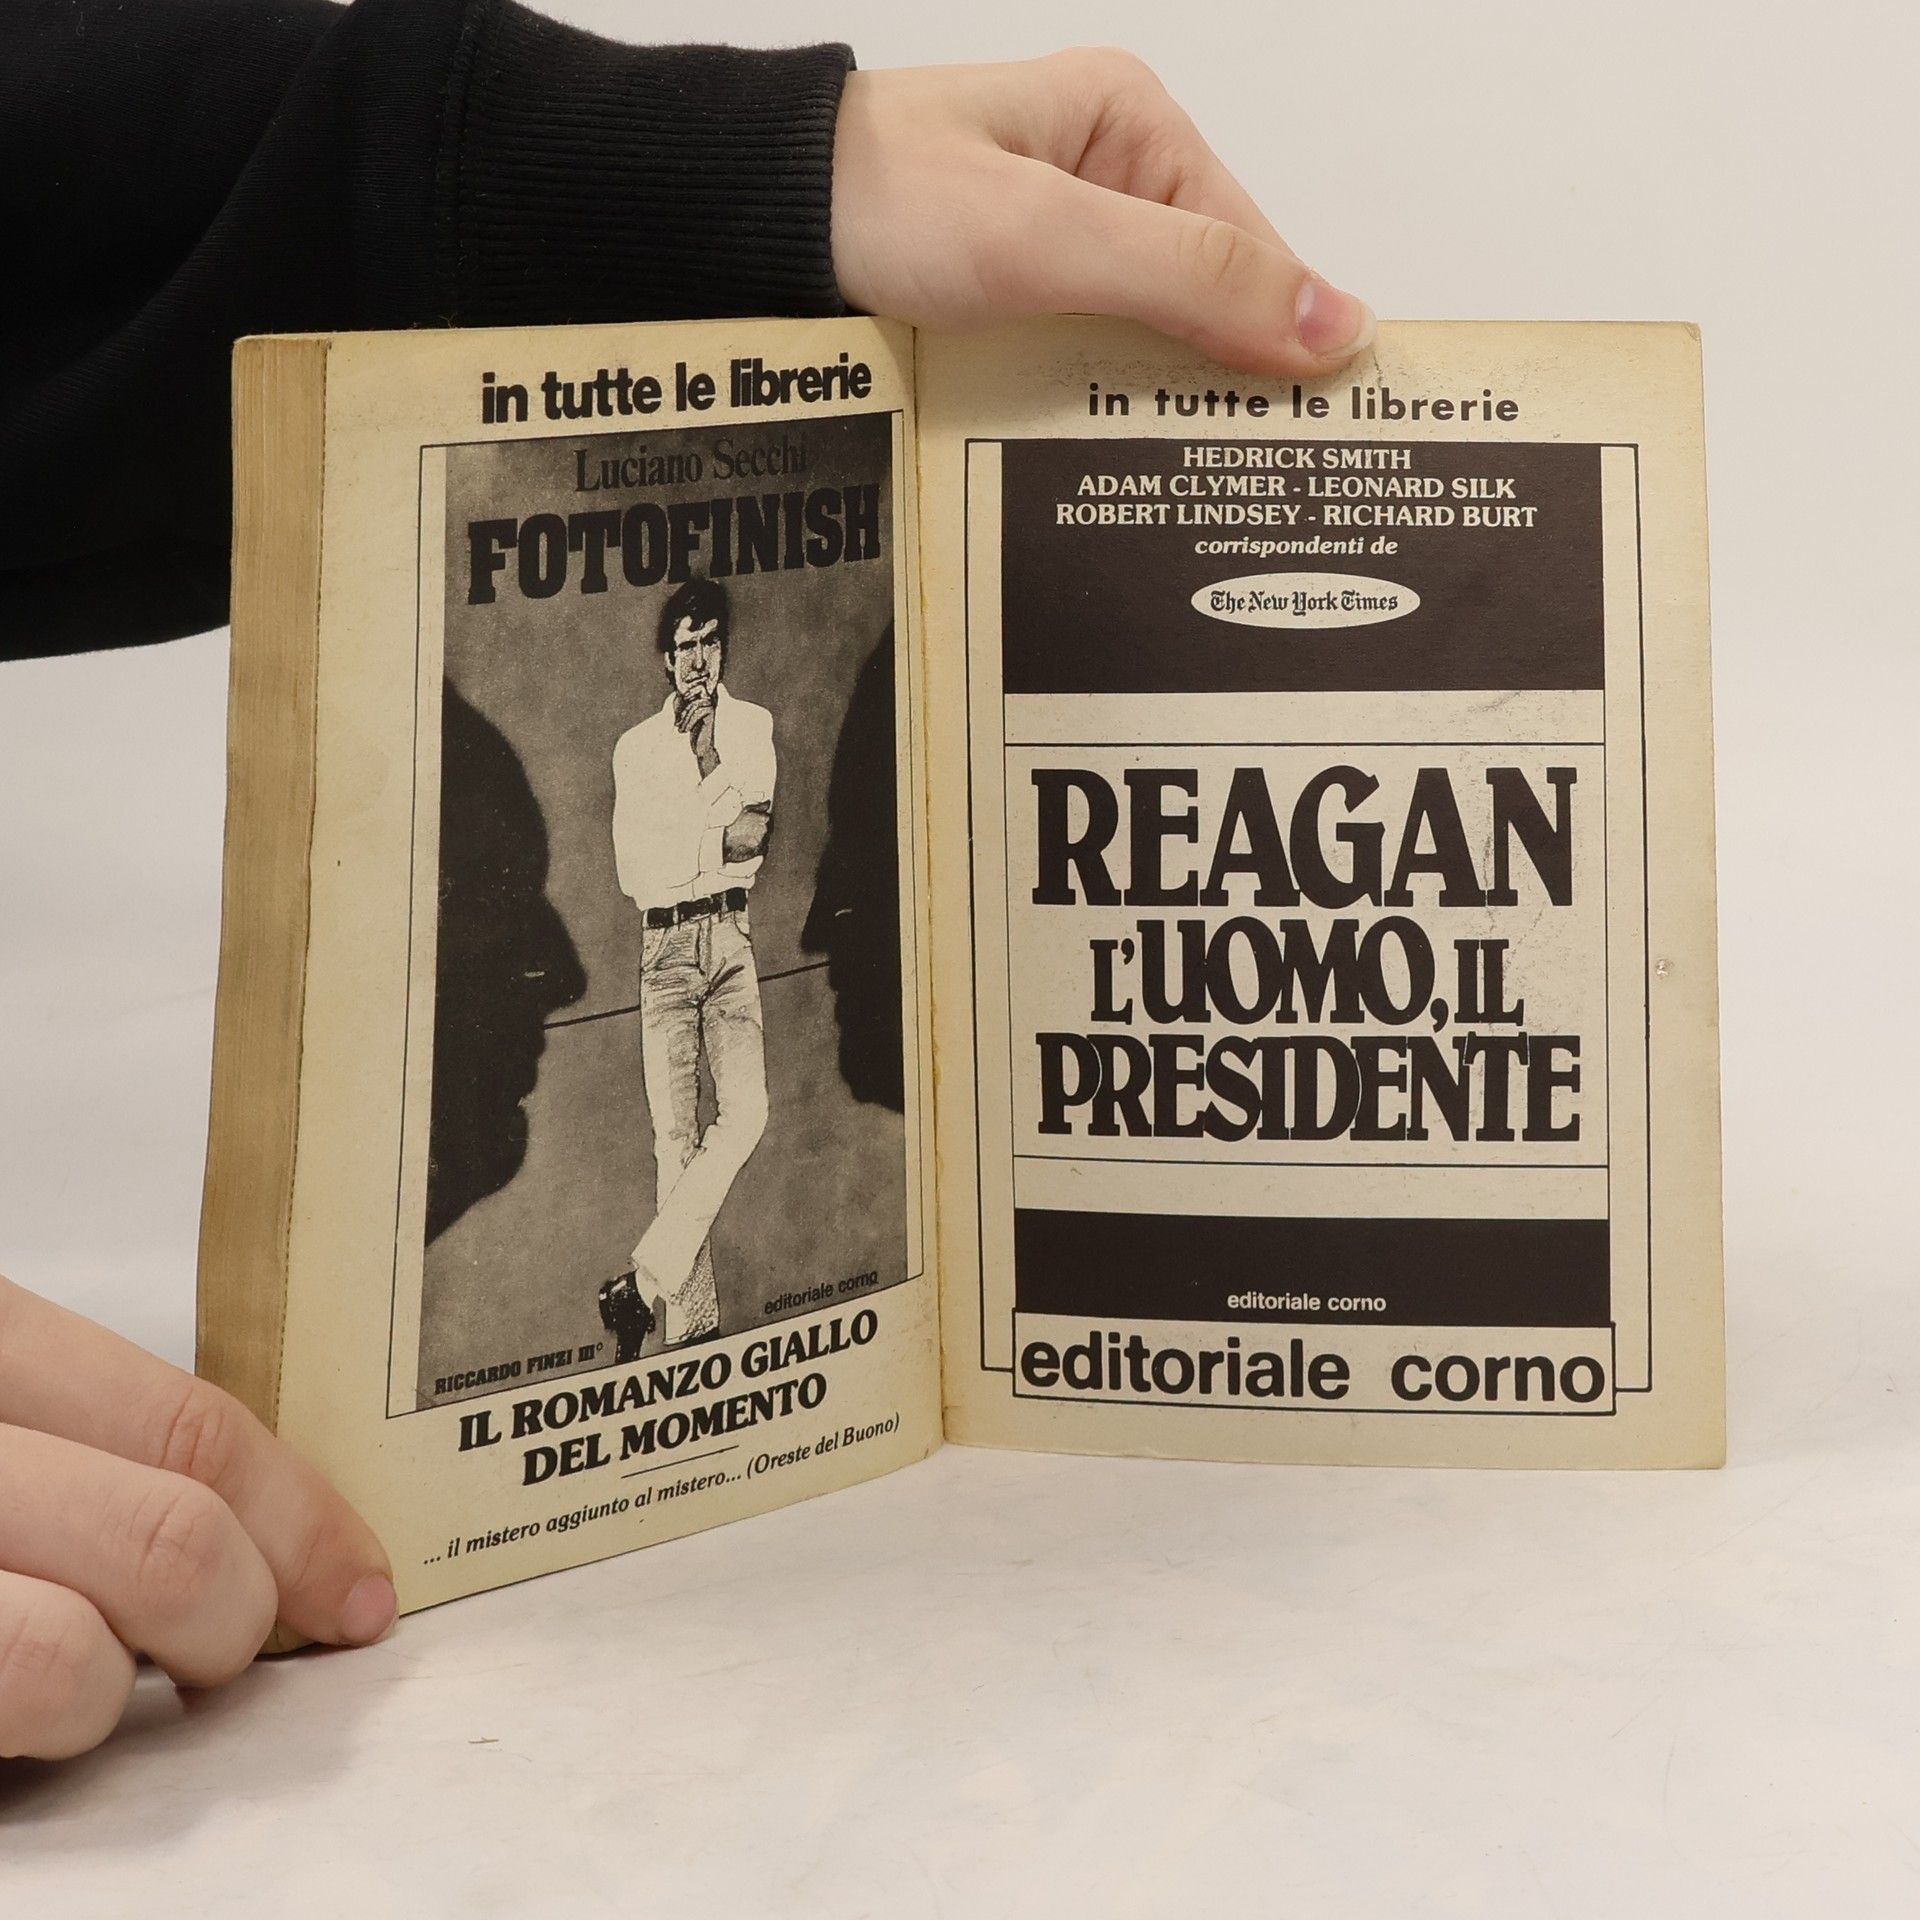 in tutte le librerie
Luciano Secchi
FOTOFINISH
editoriale corno
RICCARDO FINZI III°
IL ROMANZO GIALLO
DEL MOMENTO
... il mistero aggiunto al mistero... (Oreste del Buono)
in tutte le librerie
HEDRICK SMITH
ADAM CLYMER - LEONARD SILK
ROBERT LINDSEY - RICHARD BURT
corrispondenti de
The New York Times
REAGAN
L'UOMO, IL
PRESIDENTE
editoriale corno
editoriale corno